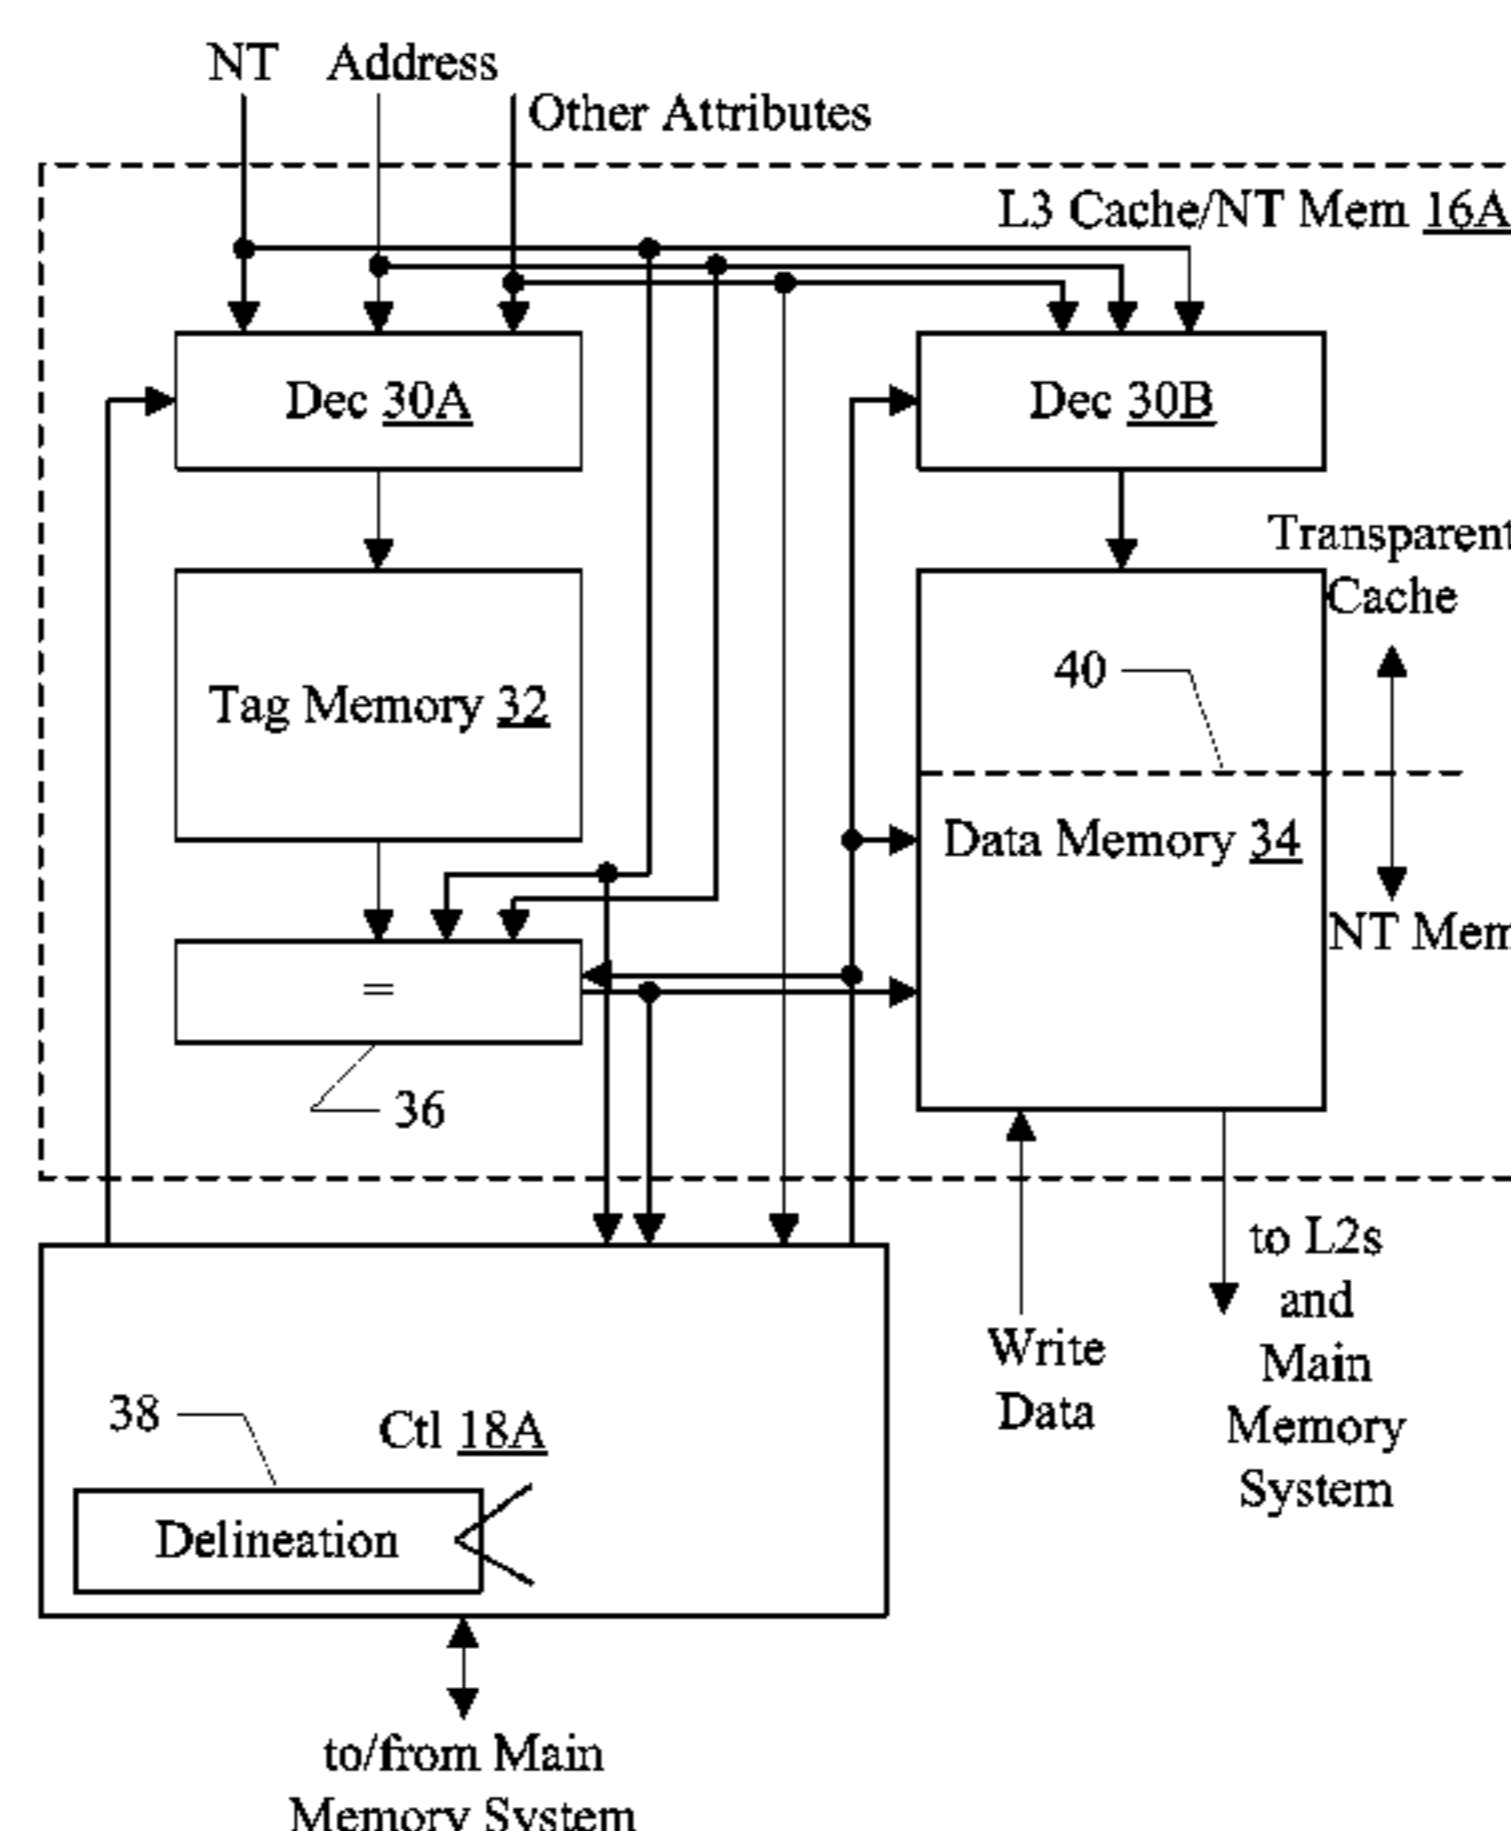 NT Address
Other Attributes
L3 Cache/NT Mem 16A
Dec 30A
Dec 30B
Transparent
Cache
40
Tag Memory 32
Data Memory 34
NT Mem
=
36
to L2s
and
Main
Memory
System
Write
Data
38
Ctl 18A
Delineation
to/from Main
Memory System